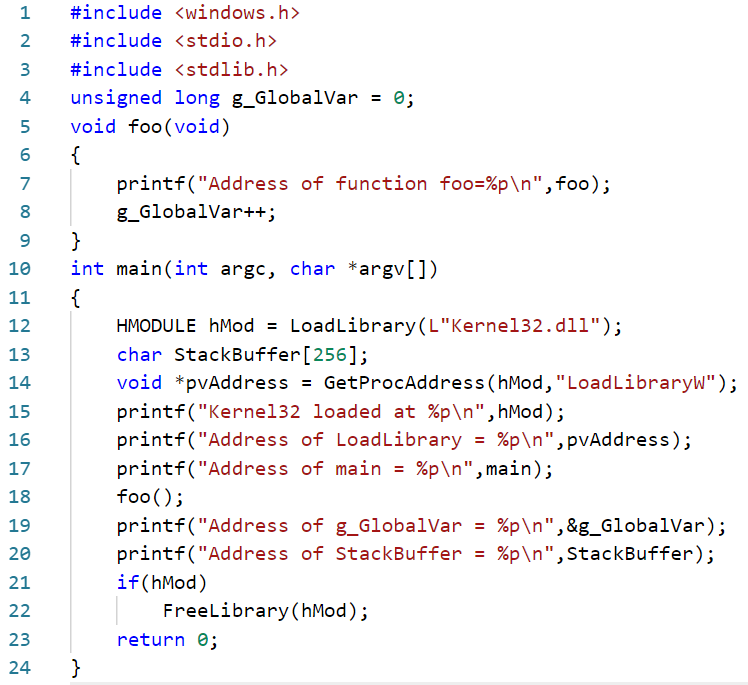 1 #include <windows.h>
2 #include <stdio.h>
3 #include <stdlib.h>
4 unsigned long g_GlobalVar = 0;
5 void foo(void)
6 {
7     printf("Address of function foo=%p\n",foo);
8     g_GlobalVar++;
9 }
10 int main(int argc, char *argv[])
11 {
12     HMODULE hMod = LoadLibrary(L"Kernel32.dll");
13     char StackBuffer[256];
14     void *pvAddress = GetProcAddress(hMod,"LoadLibraryW");
15     printf("Kernel32 loaded at %p\n",hMod);
16     printf("Address of LoadLibrary = %p\n",pvAddress);
17     printf("Address of main = %p\n",main);
18     foo();
19     printf("Address of g_GlobalVar = %p\n",&g_GlobalVar);
20     printf("Address of StackBuffer = %p\n",StackBuffer);
21     if(hMod)
22         FreeLibrary(hMod);
23     return 0;
24 }